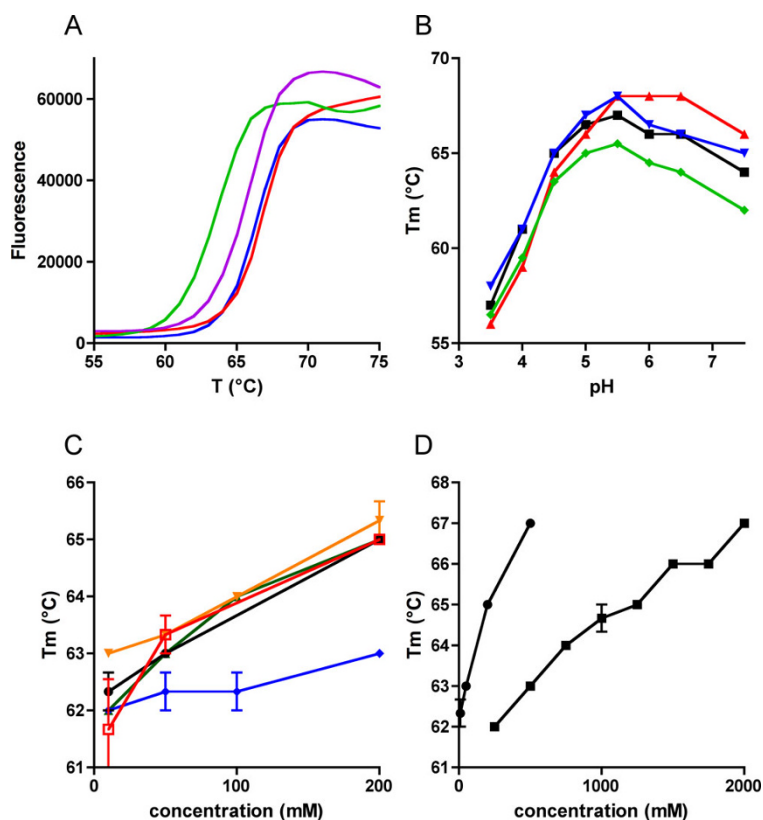 A
Fluorescence
60000
40000
20000
0
55 60 65 70 75
T (°C)
B
Tm (°C)
70
65
60
55
3 4 5 6 7
pH
C
Tm (°C)
66
65
64
63
62
61
0 100 200
concentration (mM)
D
Tm (°C)
68
67
66
65
64
63
62
61
0 1000 2000
concentration (mM)